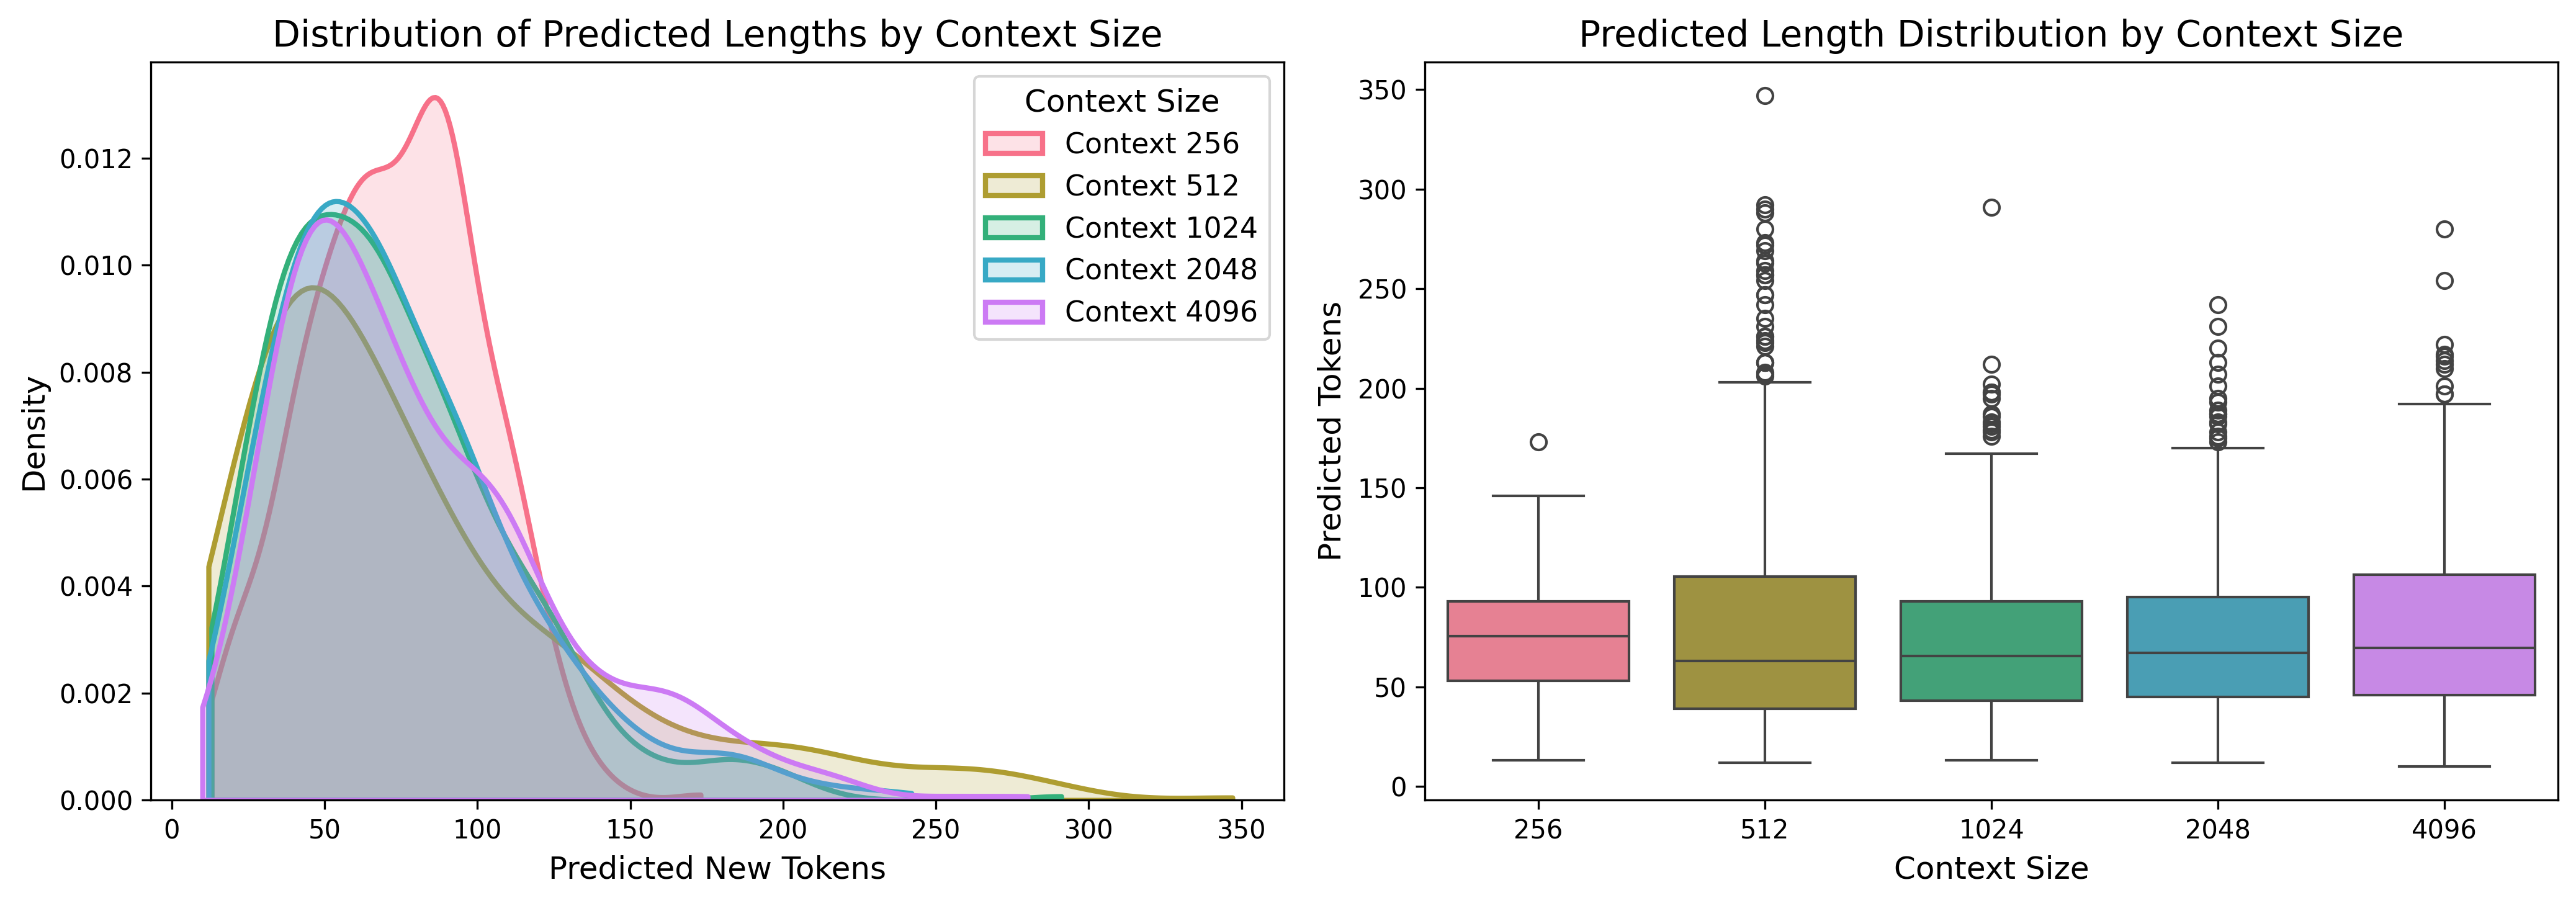 Distribution of Predicted Lengths by Context Size
Density
0.012
0.010
0.008
0.006
0.004
0.002
0.000
Context Size
Context 256
Context 512
Context 1024
Context 2048
Context 4096
0 50 100 150 200 250 300 350
Predicted New Tokens
Predicted Length Distribution by Context Size
Predicted Tokens
350
300
250
200
150
100
50
0
256 512 1024 2048 4096
Context Size